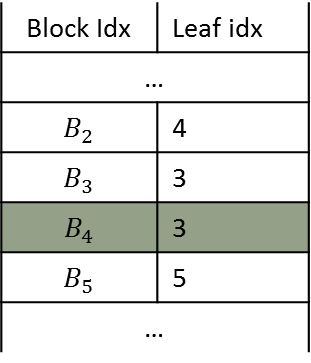 Block Idx Leaf idx
...
B₂ 4
B₃ 3
B₄ 3
B₅ 5
...